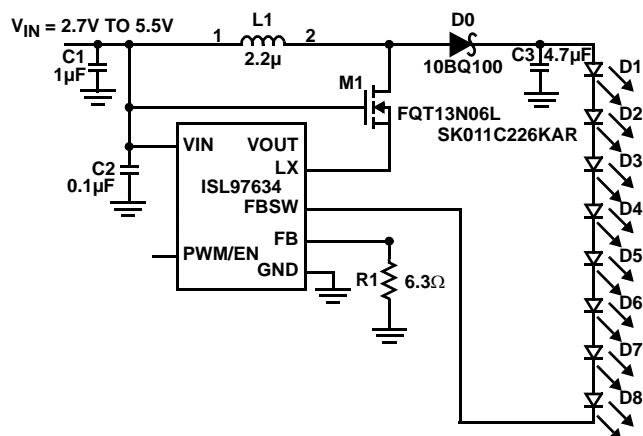 VIN = 2.7V TO 5.5V
L1
1 2
2.2µ
D0
10BQ100
C1
1µF
C3 4.7µF
M1
FQT13N06L
SK011C226KAR
C2
0.1µF
VIN VOUT
LX
ISL97634
FBSW
FB
PWM/EN
GND
R1 6.3Ω
D1
D2
D3
D4
D5
D6
D7
D8